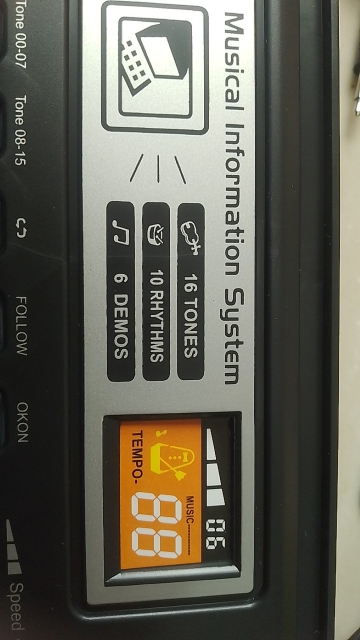 Musical Information System
16 TONES
10 RHYTHMS
6 DEMOS
06
MUSIC
88
TEMPO-
Tone 00-07
Tone 08-15
FOLLOW
OKON
Speed